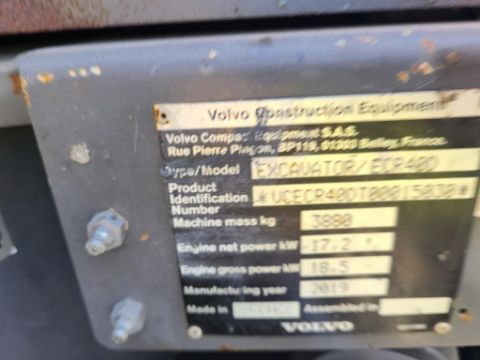 Volvo Construction Equipment
Volvo Compact Equipment S.A.S.
Rue Pierre Pingon, BP119, 01303 Belley, France.
Type/Model EXCAVATOR/ECR40D
Product
Identification *VCECR40DT00015030*
Number
Machine mass kg 3880
Engine net power kW 17.2
Engine gross power kW 18.5
Manufacturing year 2019
Made in Assembled in
VOLVO